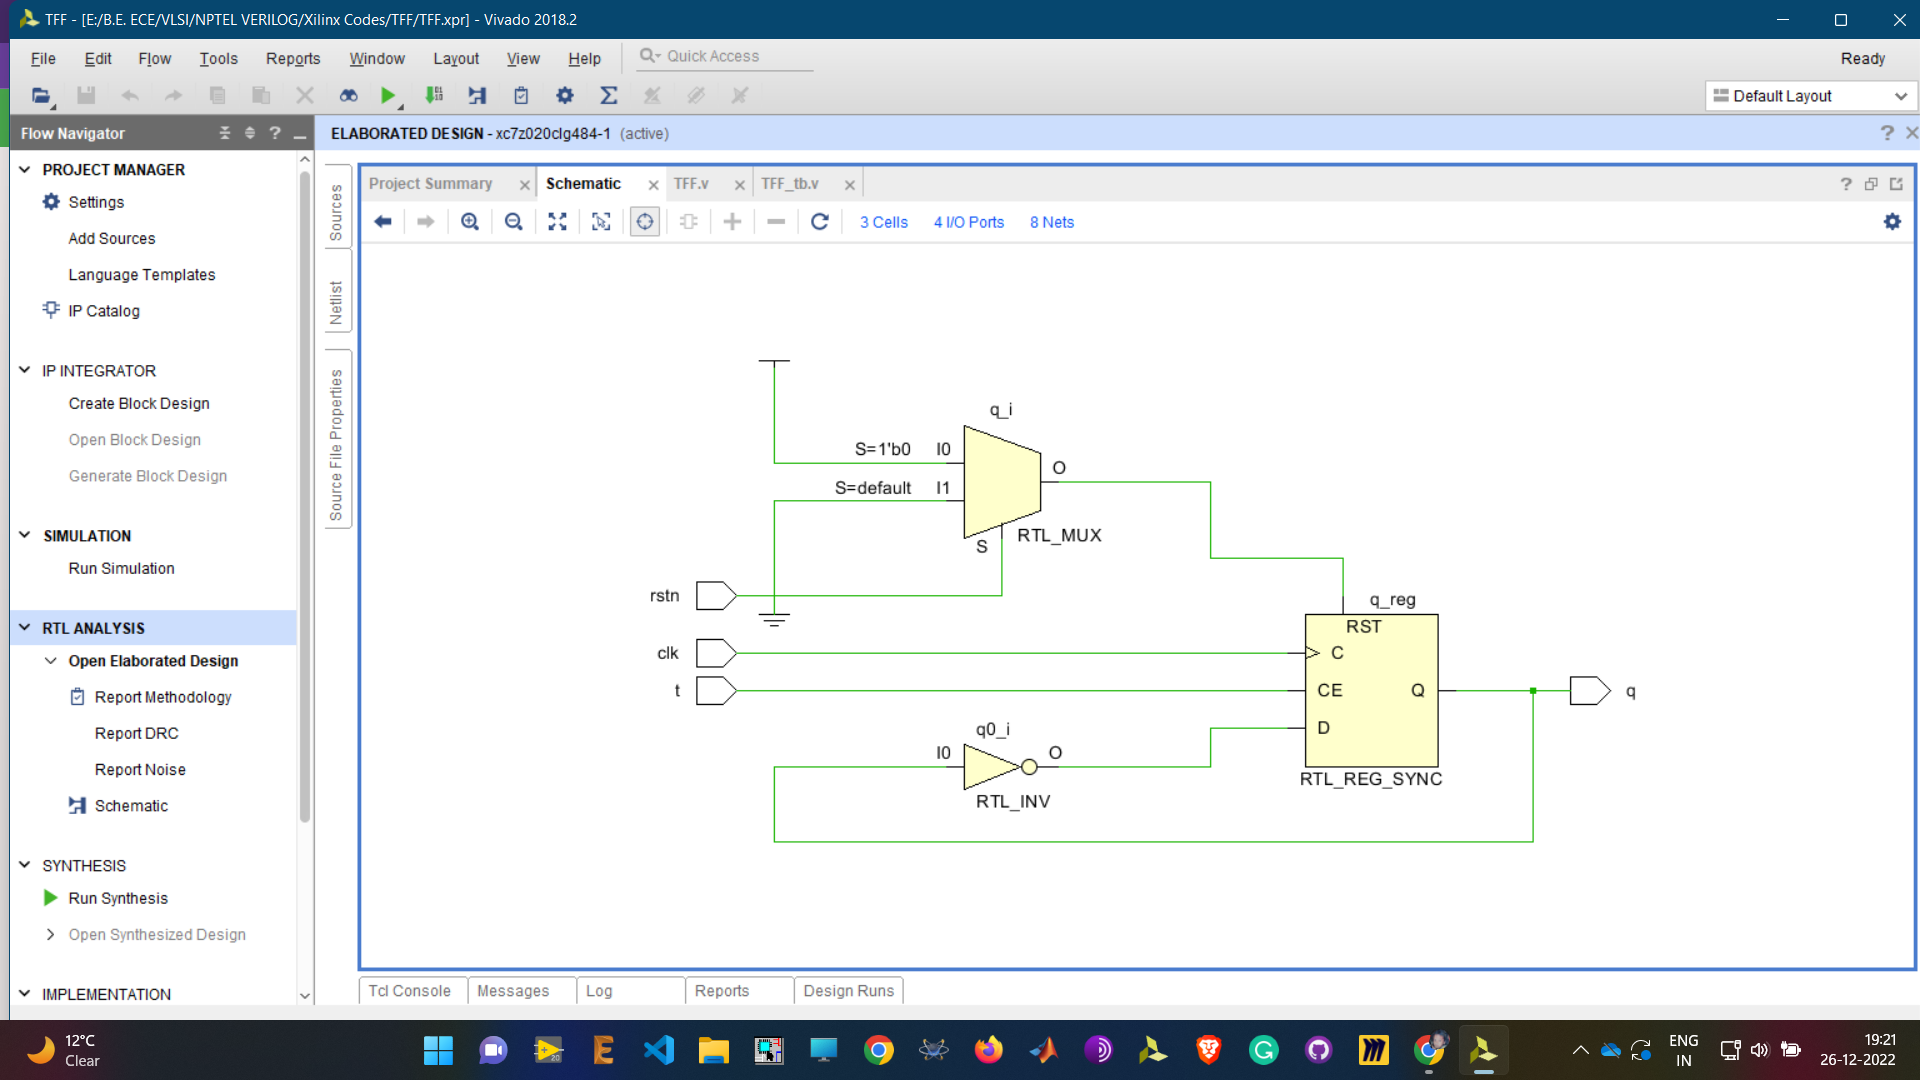 TFF - [E:/B.E. ECE/VLSI/NPTEL VERILOG/Xilinx Codes/TFF/TFF.xpr] - Vivado 2018.2
File Edit Flow Tools Reports Window Layout View Help Quick Access Ready
Default Layout
Flow Navigator
ELABORATED DESIGN - xc7z020clg484-1 (active)
PROJECT MANAGER
Settings
Add Sources
Language Templates
IP Catalog
IP INTEGRATOR
Create Block Design
Open Block Design
Generate Block Design
SIMULATION
Run Simulation
RTL ANALYSIS
Open Elaborated Design
Report Methodology
Report DRC
Report Noise
Schematic
SYNTHESIS
Run Synthesis
Open Synthesized Design
IMPLEMENTATION
Sources
Netlist
Source File Properties
Project Summary Schematic TFF.v TFF_tb.v
3 Cells 4 I/O Ports 8 Nets
q_i
S=1'b0 I0
O
S=default I1
RTL_MUX
S
rstn
q_reg
RST
clk
C
t
CE Q
q
q0_i
D
I0 O
RTL_REG_SYNC
RTL_INV
Tcl Console Messages Log Reports Design Runs
12°C
Clear
ENG
IN
19:21
26-12-2022